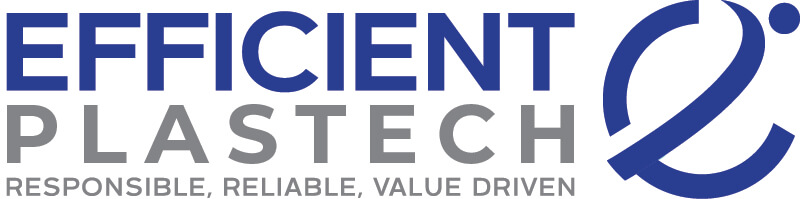 EFFICIENT
PLASTECH
RESPONSIBLE, RELIABLE, VALUE DRIVEN